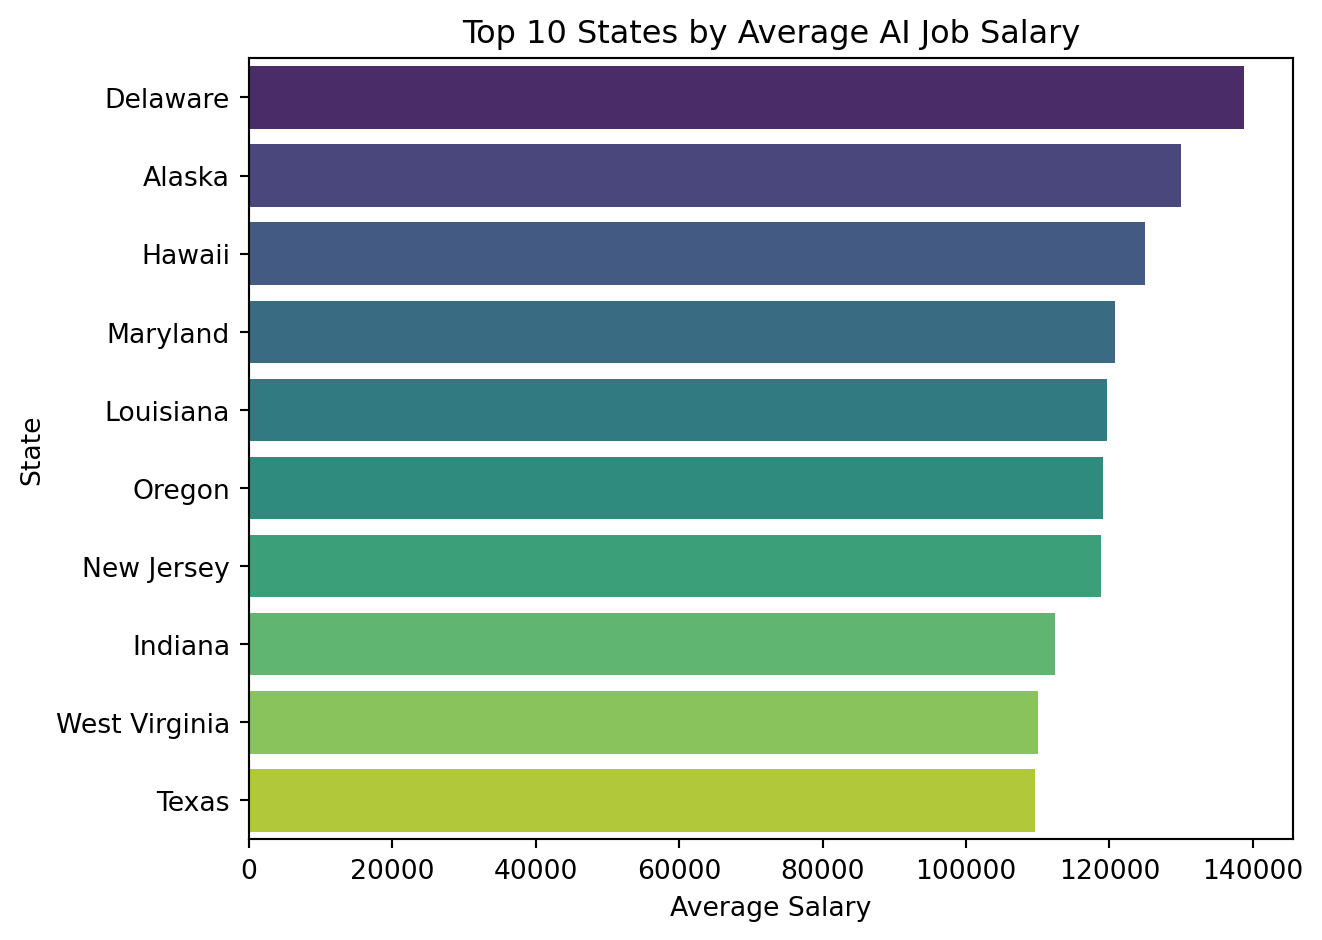 Top 10 States by Average AI Job Salary
State
Delaware
Alaska
Hawaii
Maryland
Louisiana
Oregon
New Jersey
Indiana
West Virginia
Texas
0 20000 40000 60000 80000 100000 120000 140000
Average Salary